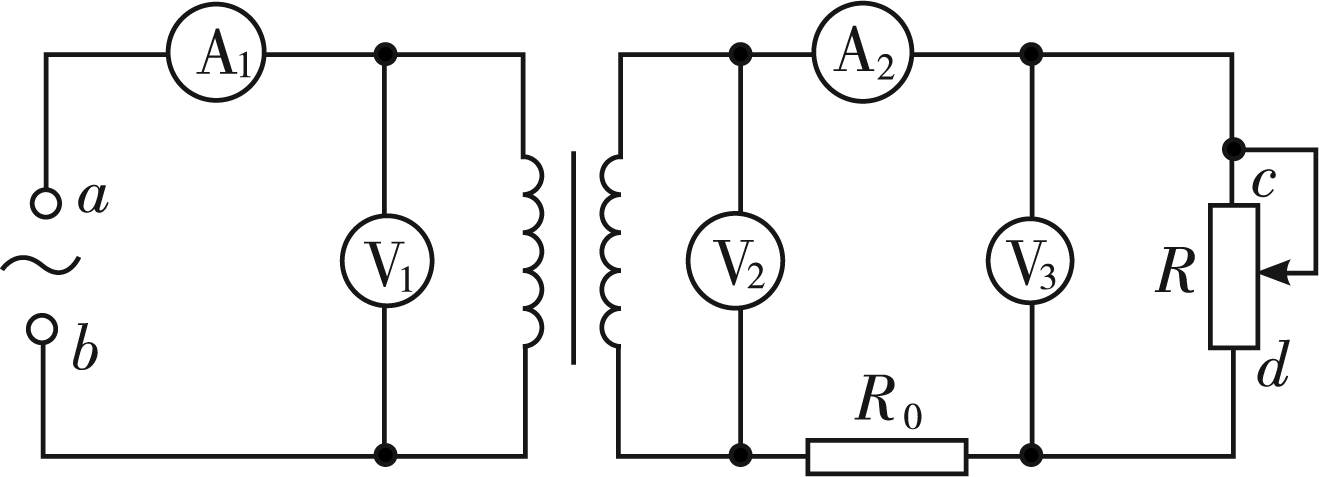 A₁
A₂
a
c
V₁
V₂
V₃
R
b
d
R₀